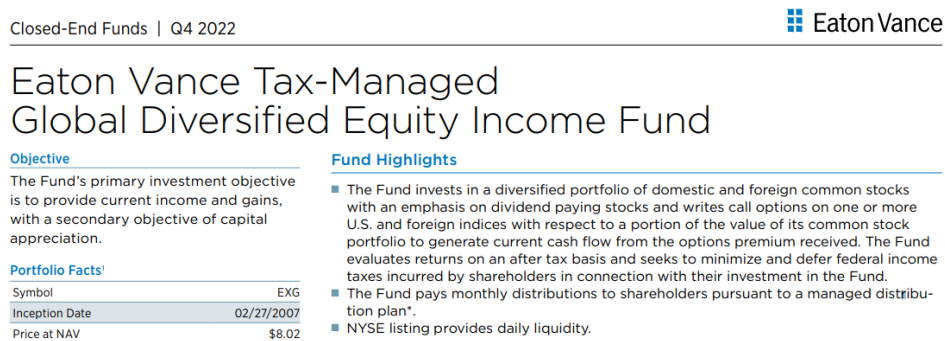 Closed-End Funds | Q4 2022
Eaton Vance
Eaton Vance Tax-Managed
Global Diversified Equity Income Fund
Objective
The Fund's primary investment objective
is to provide current income and gains,
with a secondary objective of capital
appreciation.
Portfolio Facts¹
Symbol EXG
Inception Date 02/27/2007
Price at NAV $8.02
Fund Highlights
■ The Fund invests in a diversified portfolio of domestic and foreign common stocks
with an emphasis on dividend paying stocks and writes call options on one or more
U.S. and foreign indices with respect to a portion of the value of its common stock
portfolio to generate current cash flow from the options premium received. The Fund
evaluates returns on an after tax basis and seeks to minimize and defer federal income
taxes incurred by shareholders in connection with their investment in the Fund.
■ The Fund pays monthly distributions to shareholders pursuant to a managed distribu-
tion plan*.
■ NYSE listing provides daily liquidity.